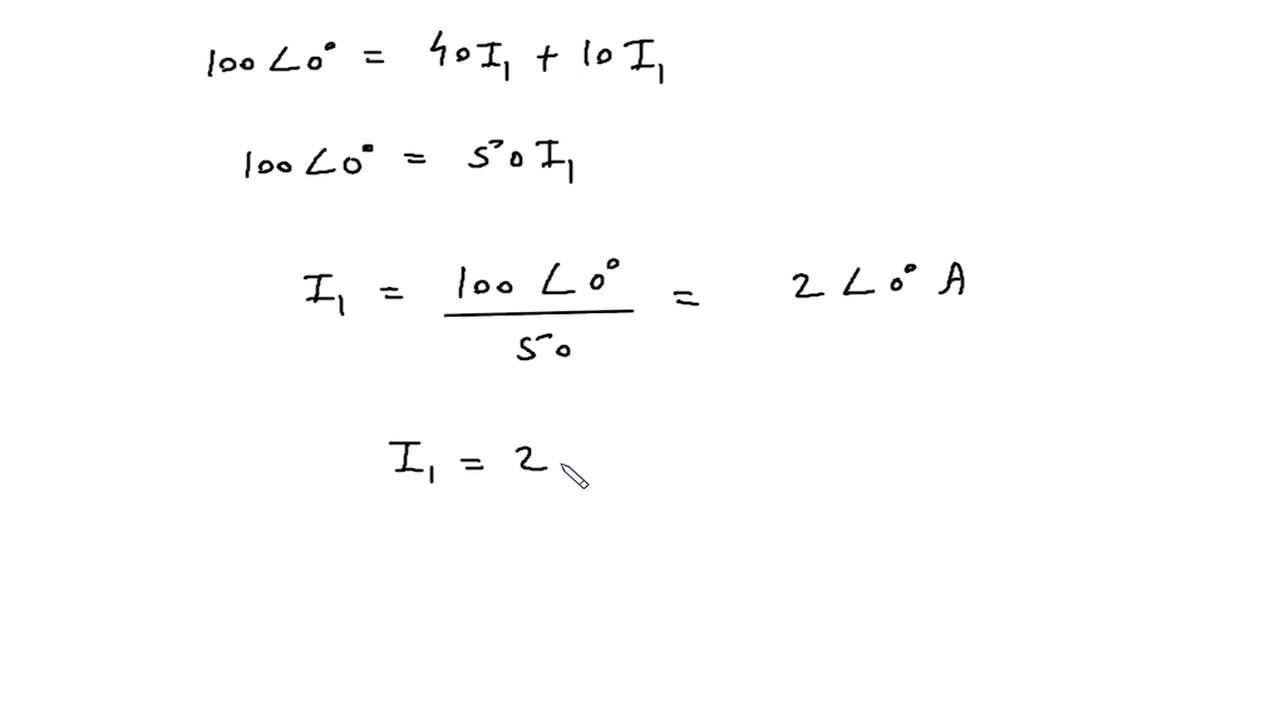 100 ∠0° = 40I₁ + 10I₁
100 ∠0° = 50I₁
I₁ = 100 ∠0° / 50 = 2 ∠0° A
I₁ = 2